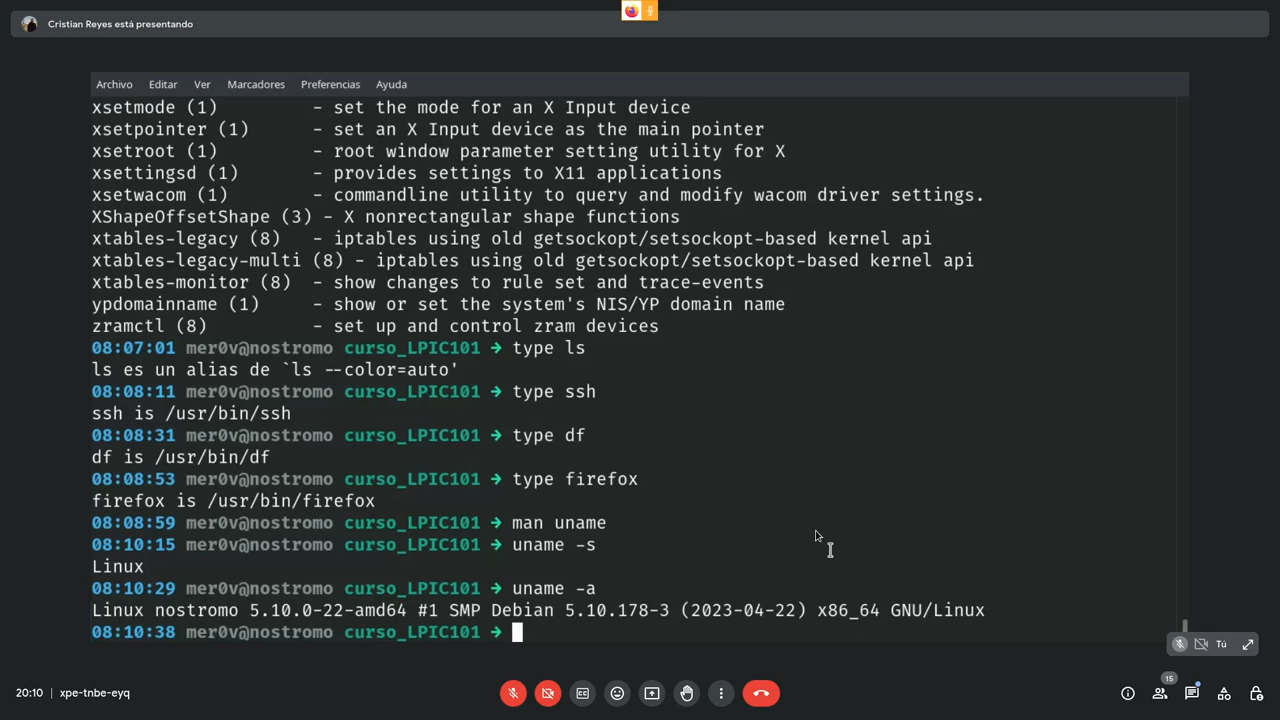 Cristian Reyes está presentando
Archivo Editar Ver Marcadores Preferencias Ayuda
xsetmode (1)         - set the mode for an X Input device
xsetpointer (1)      - set an X Input device as the main pointer
xsetroot (1)         - root window parameter setting utility for X
xsettingsd (1)       - provides settings to X11 applications
xsetwacom (1)        - commandline utility to query and modify wacom driver settings.
XShapeOffsetShape (3) - X nonrectangular shape functions
xtables-legacy (8)   - iptables using old getsockopt/setsockopt-based kernel api
xtables-legacy-multi (8) - iptables using old getsockopt/setsockopt-based kernel api
xtables-monitor (8)  - show changes to rule set and trace-events
ypdomainname (1)     - show or set the system's NIS/YP domain name
zramctl (8)          - set up and control zram devices
08:07:01 mer0v@nostromo curso_LPIC101 ➜ type ls
ls es un alias de `ls --color=auto'
08:08:11 mer0v@nostromo curso_LPIC101 ➜ type ssh
ssh is /usr/bin/ssh
08:08:31 mer0v@nostromo curso_LPIC101 ➜ type df
df is /usr/bin/df
08:08:53 mer0v@nostromo curso_LPIC101 ➜ type firefox
firefox is /usr/bin/firefox
08:08:59 mer0v@nostromo curso_LPIC101 ➜ man uname
08:10:15 mer0v@nostromo curso_LPIC101 ➜ uname -s
Linux
08:10:29 mer0v@nostromo curso_LPIC101 ➜ uname -a
Linux nostromo 5.10.0-22-amd64 #1 SMP Debian 5.10.178-3 (2023-04-22) x86_64 GNU/Linux
08:10:38 mer0v@nostromo curso_LPIC101 ➜
Tú
20:10 | xpe-tnbe-eyq
15